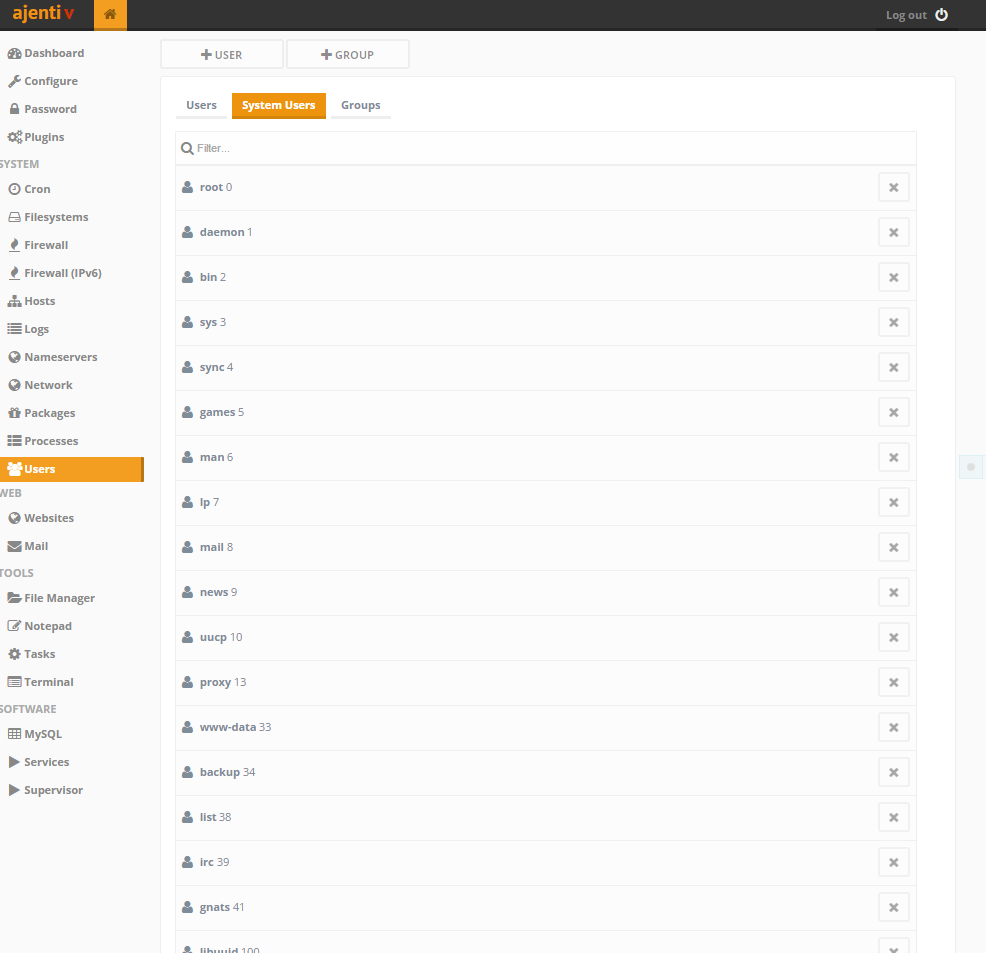 ajenti v
Log out
Dashboard
Configure
Password
Plugins
SYSTEM
Cron
Filesystems
Firewall
Firewall (IPv6)
Hosts
Logs
Nameservers
Network
Packages
Processes
Users
WEB
Websites
Mail
TOOLS
File Manager
Notepad
Tasks
Terminal
SOFTWARE
MySQL
Services
Supervisor
USER GROUP
Users System Users Groups
Filter...
root 0
daemon 1
bin 2
sys 3
sync 4
games 5
man 6
lp 7
mail 8
news 9
uucp 10
proxy 13
www-data 33
backup 34
list 38
irc 39
gnats 41
libuuid 100